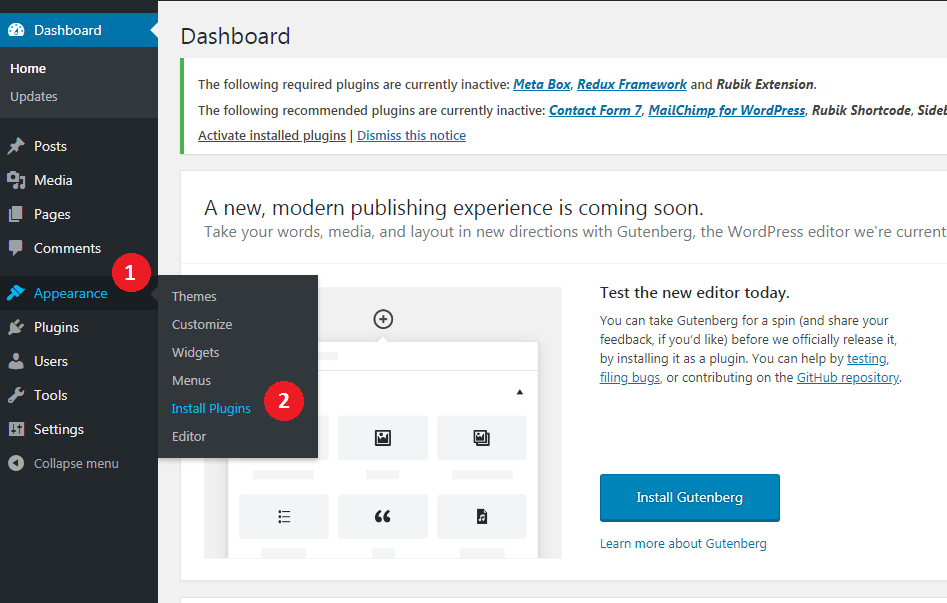 Dashboard
Home
Updates
Posts
Media
Pages
Comments
1
Appearance
Plugins
Users
Tools
Settings
Collapse menu
Themes
Customize
Widgets
Menus
Install Plugins
2
Editor
Dashboard
The following required plugins are currently inactive: Meta Box, Redux Framework and Rubik Extension.
The following recommended plugins are currently inactive: Contact Form 7, MailChimp for WordPress, Rubik Shortcode, Sideb
Activate installed plugins | Dismiss this notice
A new, modern publishing experience is coming soon.
Take your words, media, and layout in new directions with Gutenberg, the WordPress editor we're current
Test the new editor today.
You can take Gutenberg for a spin (and share your
feedback, if you'd like) before we officially release it,
by installing it as a plugin. You can help by testing,
filing bugs, or contributing on the GitHub repository.
Install Gutenberg
Learn more about Gutenberg